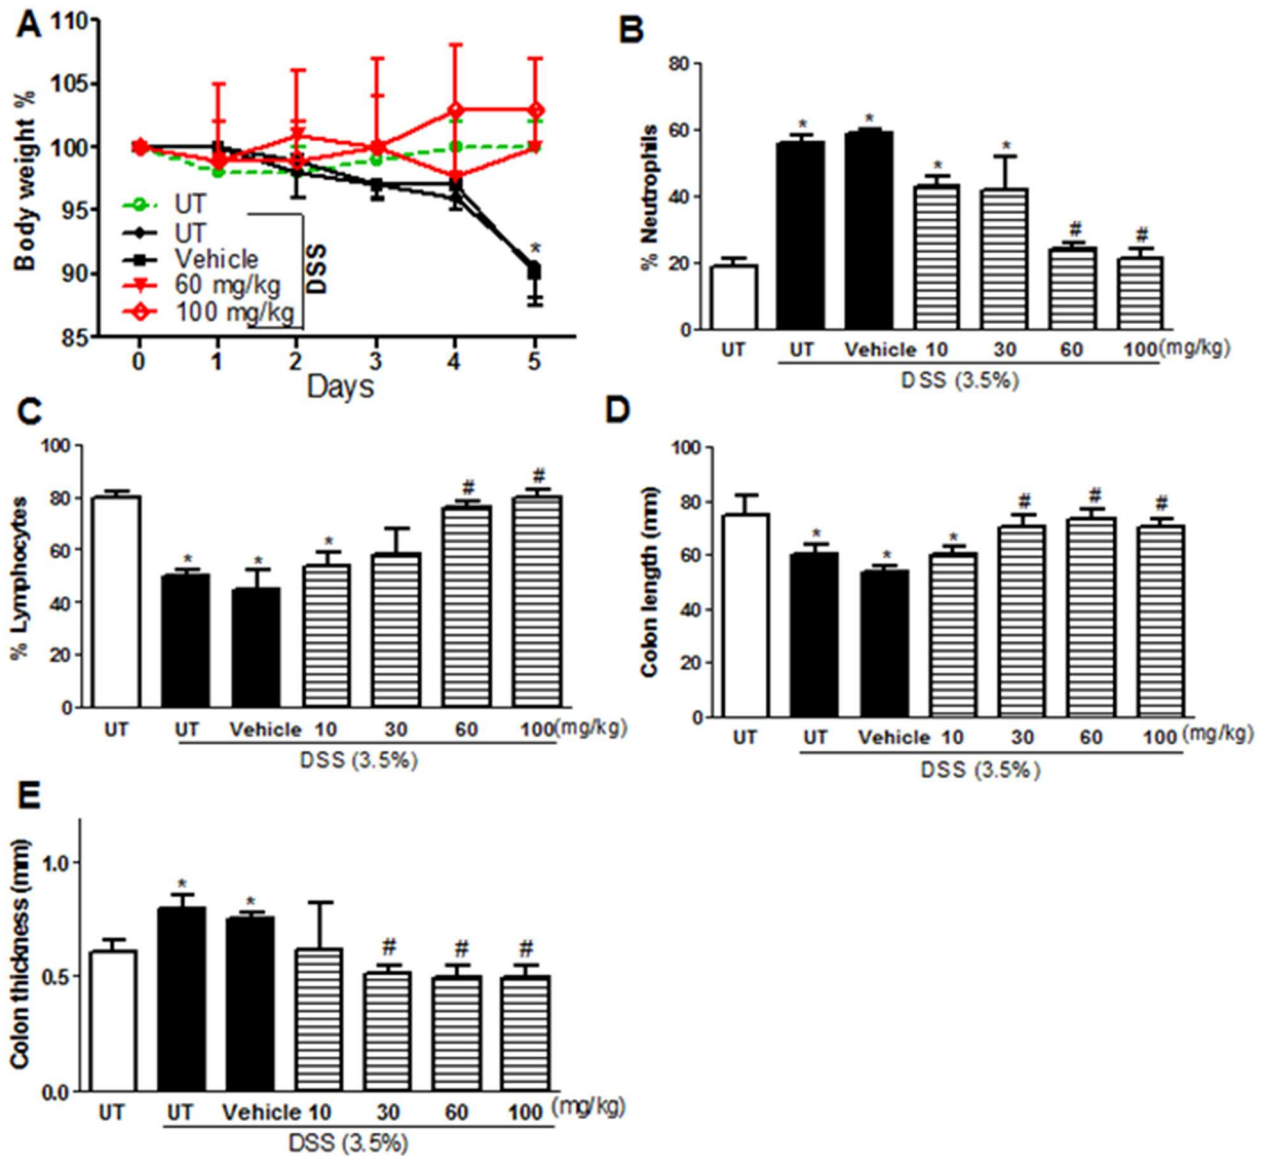 A
Body weight %
110
105
100
95
90
85
UT
UT
Vehicle
60 mg/kg
100 mg/kg
DSS
*
0 1 2 3 4 5
Days
B
% Neutrophils
80
60
40
20
0
* * * * # #
UT UT Vehicle 10 30 60 100 (mg/kg)
DSS (3.5%)
C
% Lymphocytes
100
80
60
40
20
0
* * * # #
UT UT Vehicle 10 30 60 100 (mg/kg)
DSS (3.5%)
D
Colon length (mm)
100
80
60
40
20
0
* * * # # #
UT UT Vehicle 10 30 60 100 (mg/kg)
DSS (3.5%)
E
Colon thickness (mm)
1.0
0.5
0.0
* * # # #
UT UT Vehicle 10 30 60 100 (mg/kg)
DSS (3.5%)